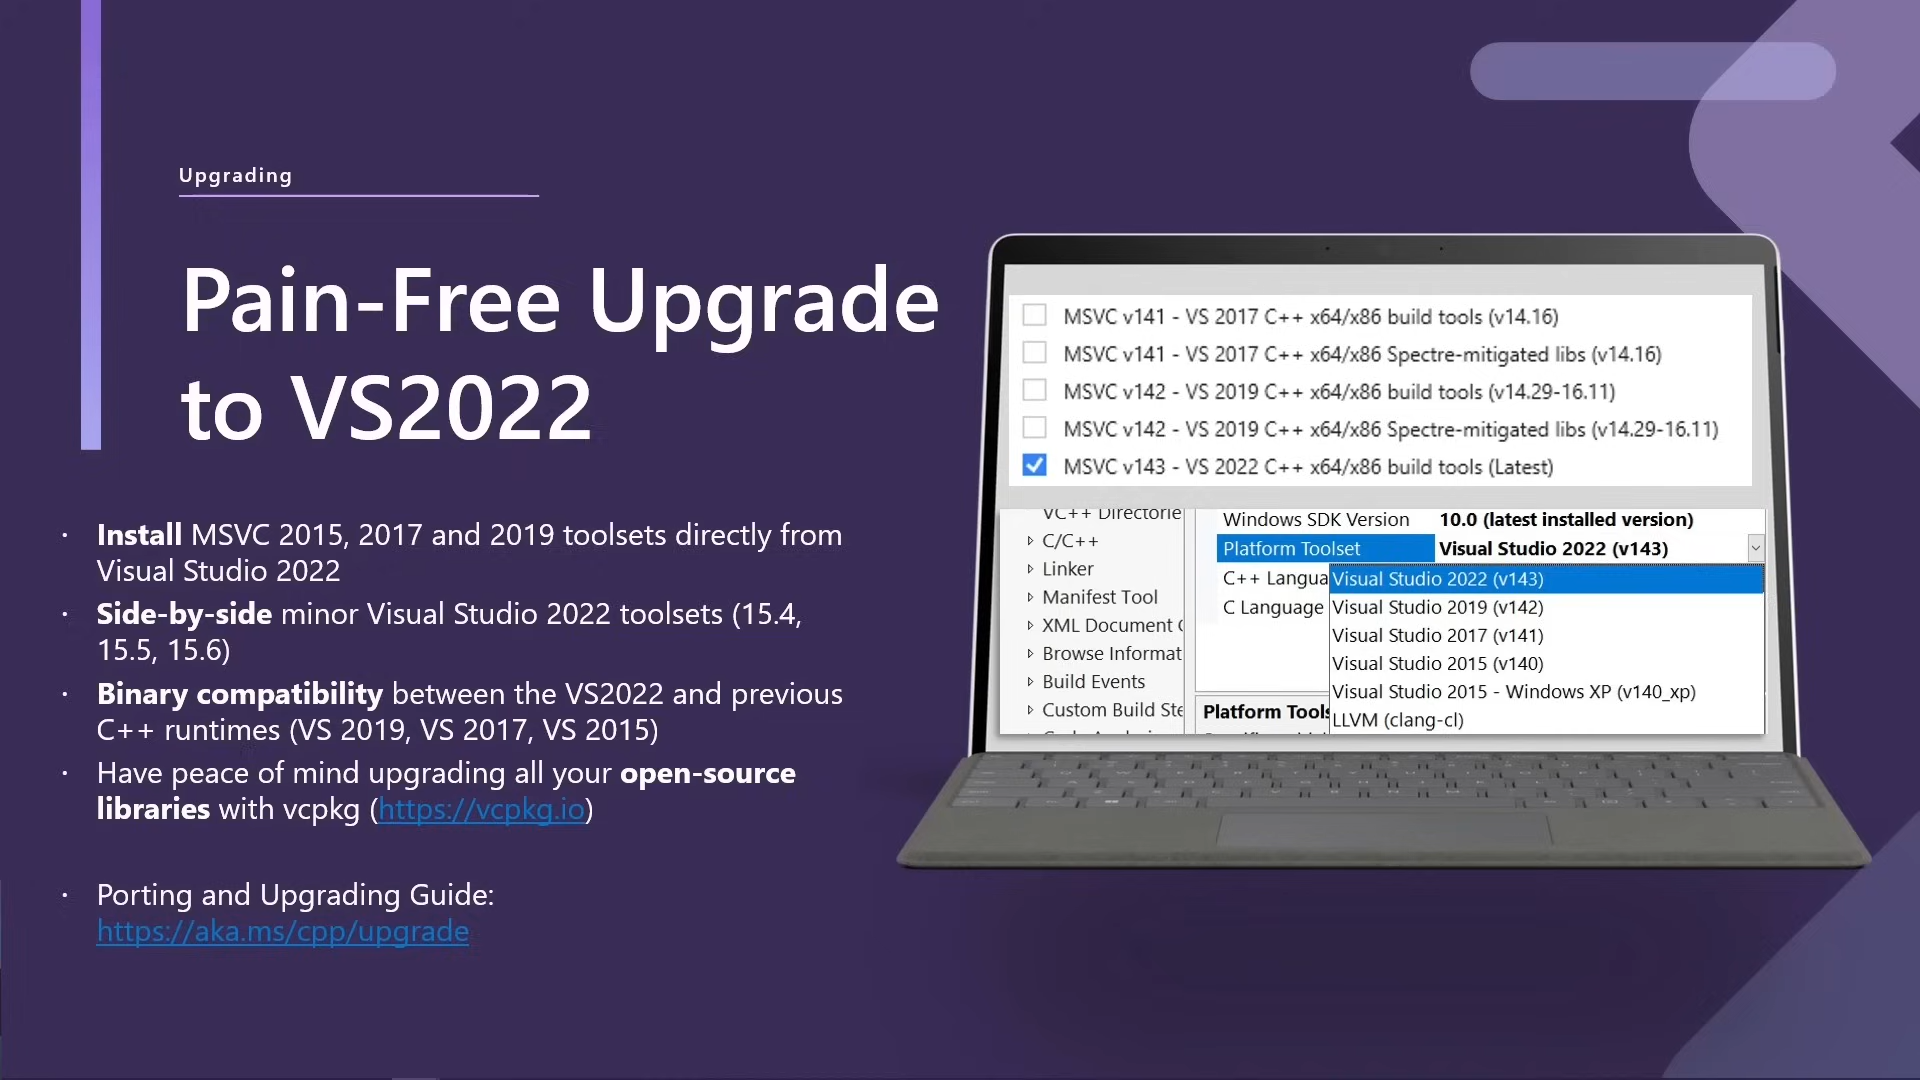 Upgrading
Pain-Free Upgrade
to VS2022
· Install MSVC 2015, 2017 and 2019 toolsets directly from
Visual Studio 2022
· Side-by-side minor Visual Studio 2022 toolsets (15.4,
15.5, 15.6)
· Binary compatibility between the VS2022 and previous
C++ runtimes (VS 2019, VS 2017, VS 2015)
· Have peace of mind upgrading all your open-source
libraries with vcpkg (https://vcpkg.io)
· Porting and Upgrading Guide:
https://aka.ms/cpp/upgrade
MSVC v141 - VS 2017 C++ x64/x86 build tools (v14.16)
MSVC v141 - VS 2017 C++ x64/x86 Spectre-mitigated libs (v14.16)
MSVC v142 - VS 2019 C++ x64/x86 build tools (v14.29-16.11)
MSVC v142 - VS 2019 C++ x64/x86 Spectre-mitigated libs (v14.29-16.11)
MSVC v143 - VS 2022 C++ x64/x86 build tools (Latest)
VC++ Directorie
C/C++
Linker
Manifest Tool
XML Document
Browse Informat
Build Events
Custom Build Ste
Windows SDK Version 10.0 (latest installed version)
Platform Toolset Visual Studio 2022 (v143)
C++ Langua
C Language
Visual Studio 2022 (v143)
Visual Studio 2019 (v142)
Visual Studio 2017 (v141)
Visual Studio 2015 (v140)
Visual Studio 2015 - Windows XP (v140_xp)
LLVM (clang-cl)
Platform Tools